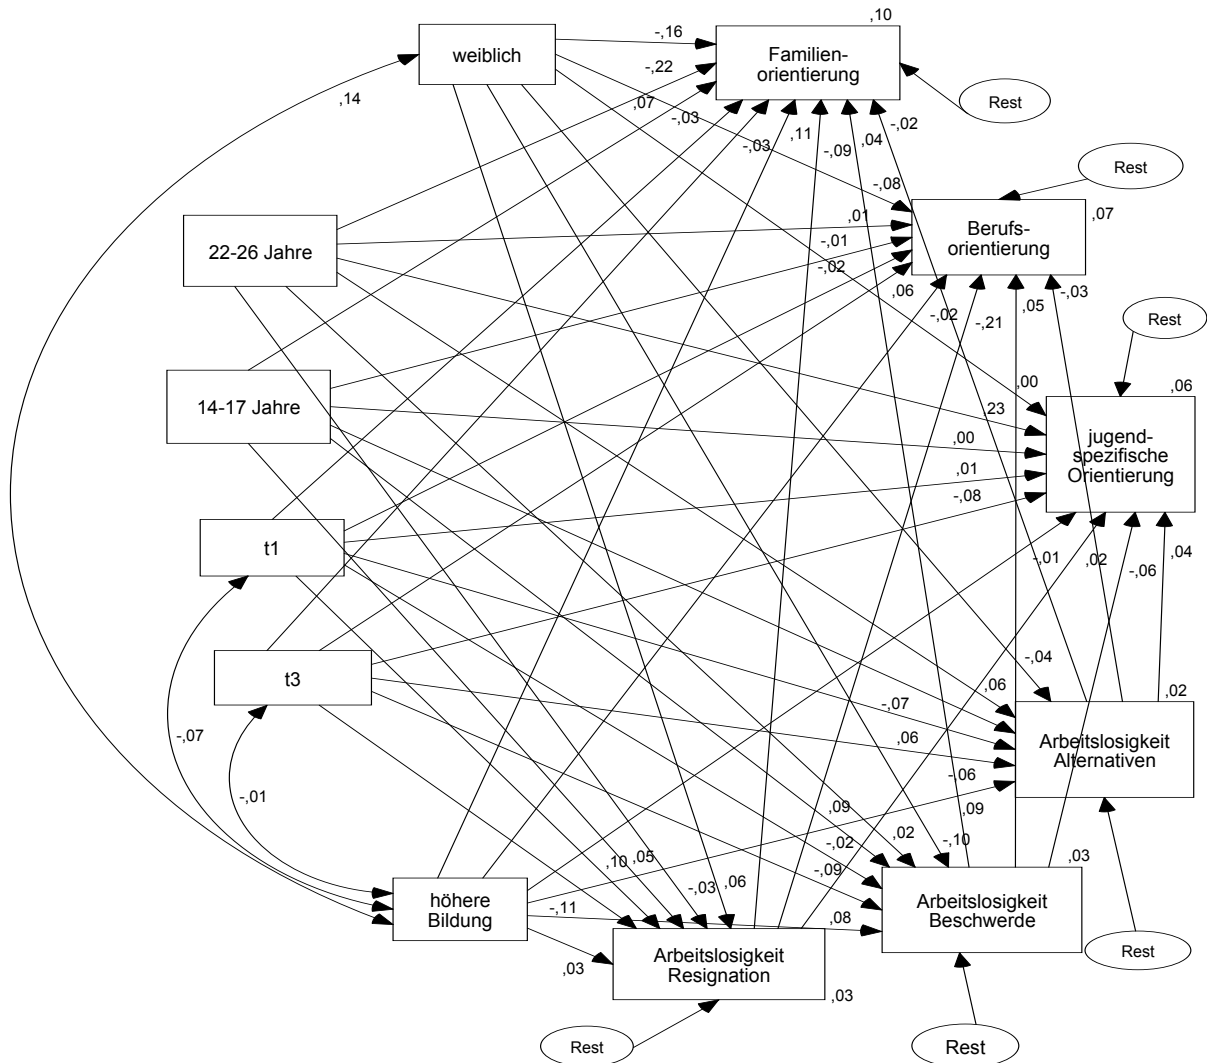 ,10
weiblich
-,16
Familien-
orientierung
-,22
,14
,07
-,03
-,03
,11
-,09
,04
-,02
Rest
Rest
-,08
,07
22-26 Jahre
,01
-,01
-,02
Berufs-
orientierung
,06
-,02
-,21
,05
-,03
Rest
14-17 Jahre
,00
,06
,23
,00
jugend-
spezifische
Orientierung
,01
-,08
t1
-,01
,02
-,06
,04
t3
-,04
,06
,02
-,07
-,07
,06
Arbeitslosigkeit
Alternativen
-,01
-,06
,09
,09
,02
-,02
-,10
,03
,10
,05
-,03
,06
-,09
höhere
Bildung
-,11
,08
Arbeitslosigkeit
Beschwerde
Rest
,03
Arbeitslosigkeit
Resignation
,03
Rest
Rest